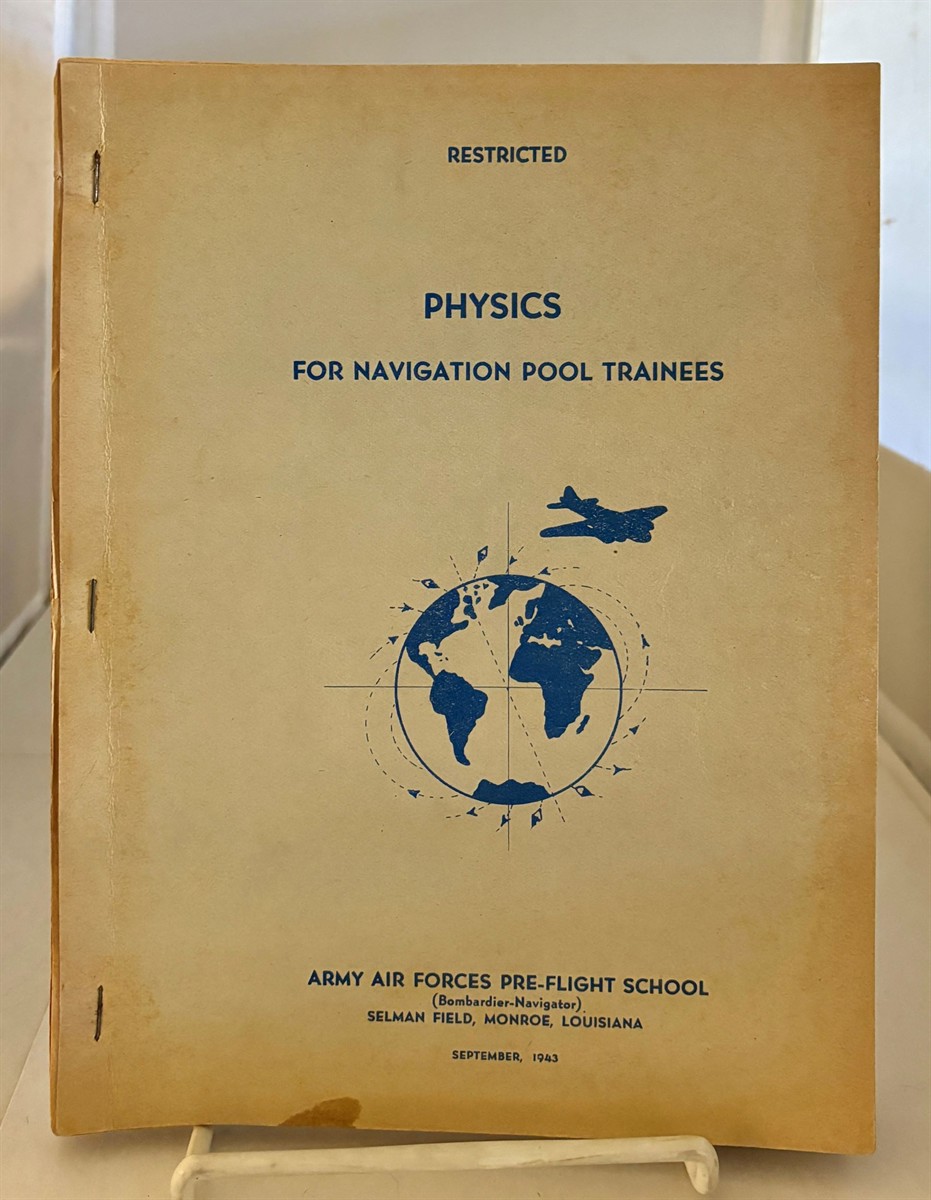 RESTRICTED
PHYSICS
FOR NAVIGATION POOL TRAINEES
ARMY AIR FORCES PRE-FLIGHT SCHOOL
(Bombardier-Navigator)
SELMAN FIELD, MONROE, LOUISIANA
SEPTEMBER, 1943